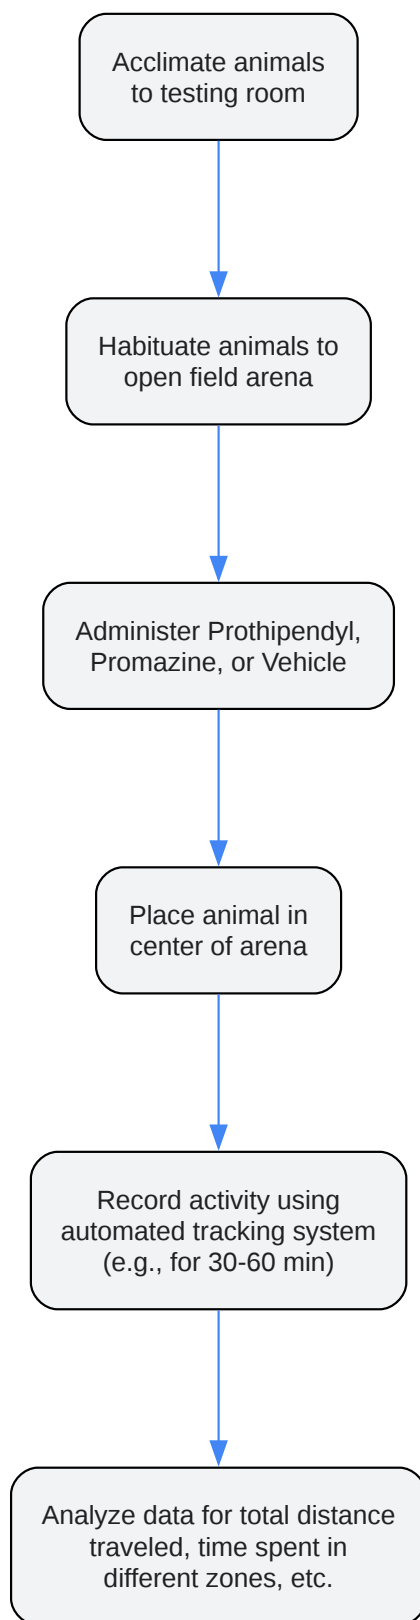 Acclimate animals
to testing room
Habituate animals to
open field arena
Administer Prothipendyl,
Promazine, or Vehicle
Place animal in
center of arena
Record activity using
automated tracking system
(e.g., for 30-60 min)
Analyze data for total distance
traveled, time spent in
different zones, etc.